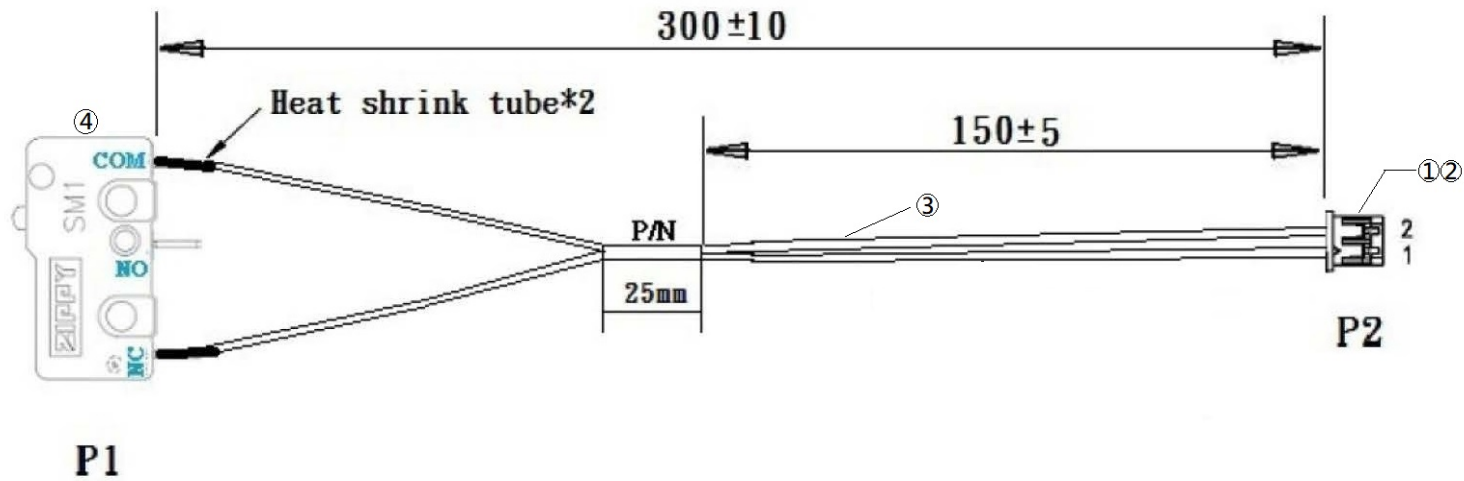 300±10
Heat shrink tube*2
④
COM
150±5
①②
SM1
③
P/N
2
NO
1
25mm
ZIPPY
P2
NC
P1